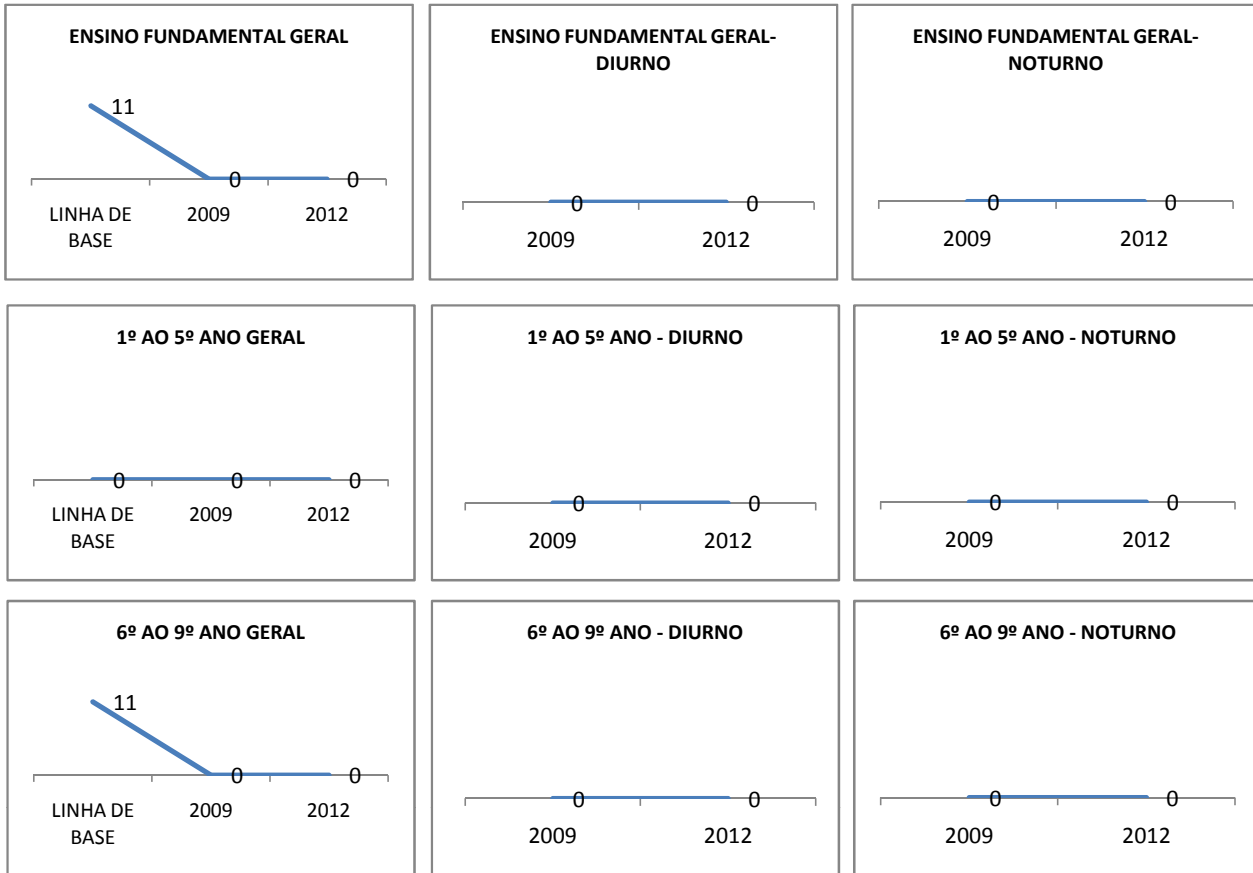 ENSINO FUNDAMENTAL GERAL
11
0
0
LINHA DE
BASE
2009
2012
ENSINO FUNDAMENTAL GERAL-
DIURNO
0
0
2009
2012
ENSINO FUNDAMENTAL GERAL-
NOTURNO
0
0
2009
2012
1º AO 5º ANO GERAL
0
0
0
LINHA DE
BASE
2009
2012
1º AO 5º ANO - DIURNO
0
0
2009
2012
1º AO 5º ANO - NOTURNO
0
0
2009
2012
6º AO 9º ANO GERAL
11
0
0
LINHA DE
BASE
2009
2012
6º AO 9º ANO - DIURNO
0
0
2009
2012
6º AO 9º ANO - NOTURNO
0
0
2009
2012